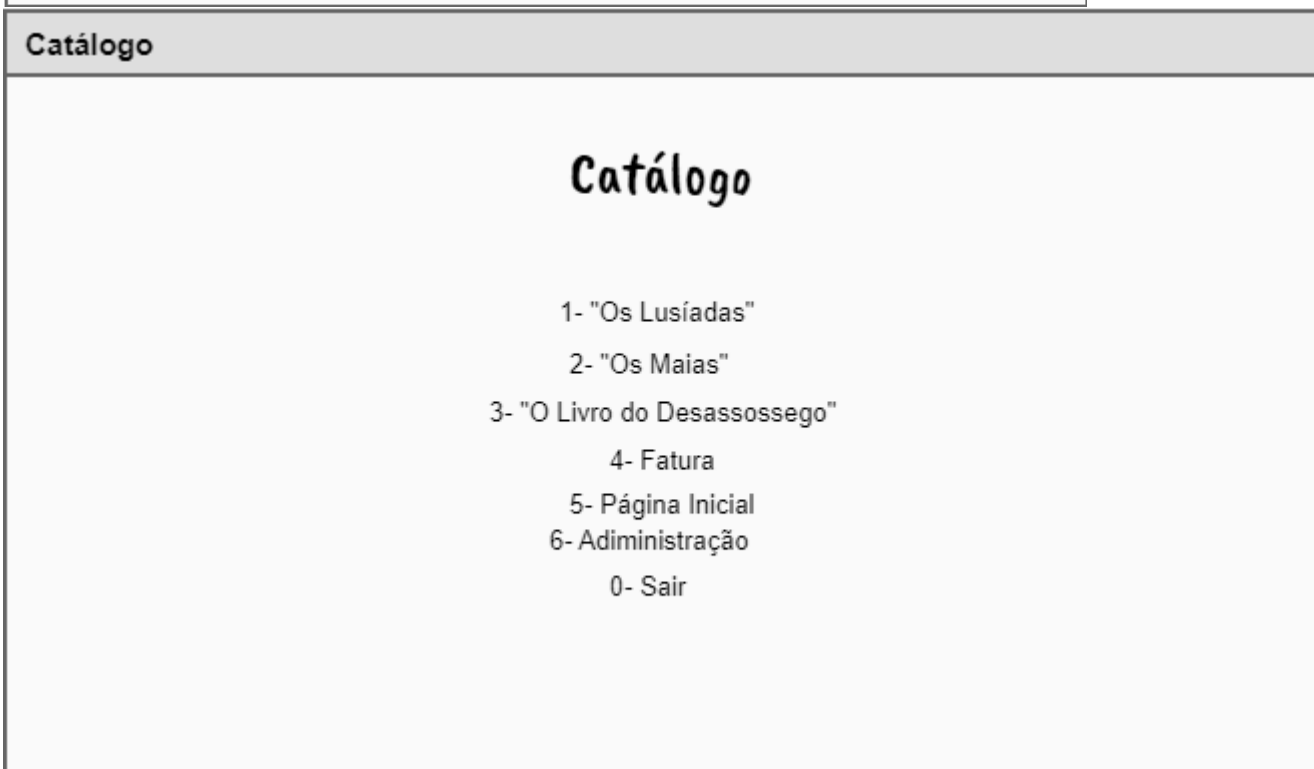 Catálogo
Catálogo
1- "Os Lusíadas"
2- "Os Maias"
3- "O Livro do Desassossego"
4- Fatura
5- Página Inicial
6- Adiministração
0- Sair